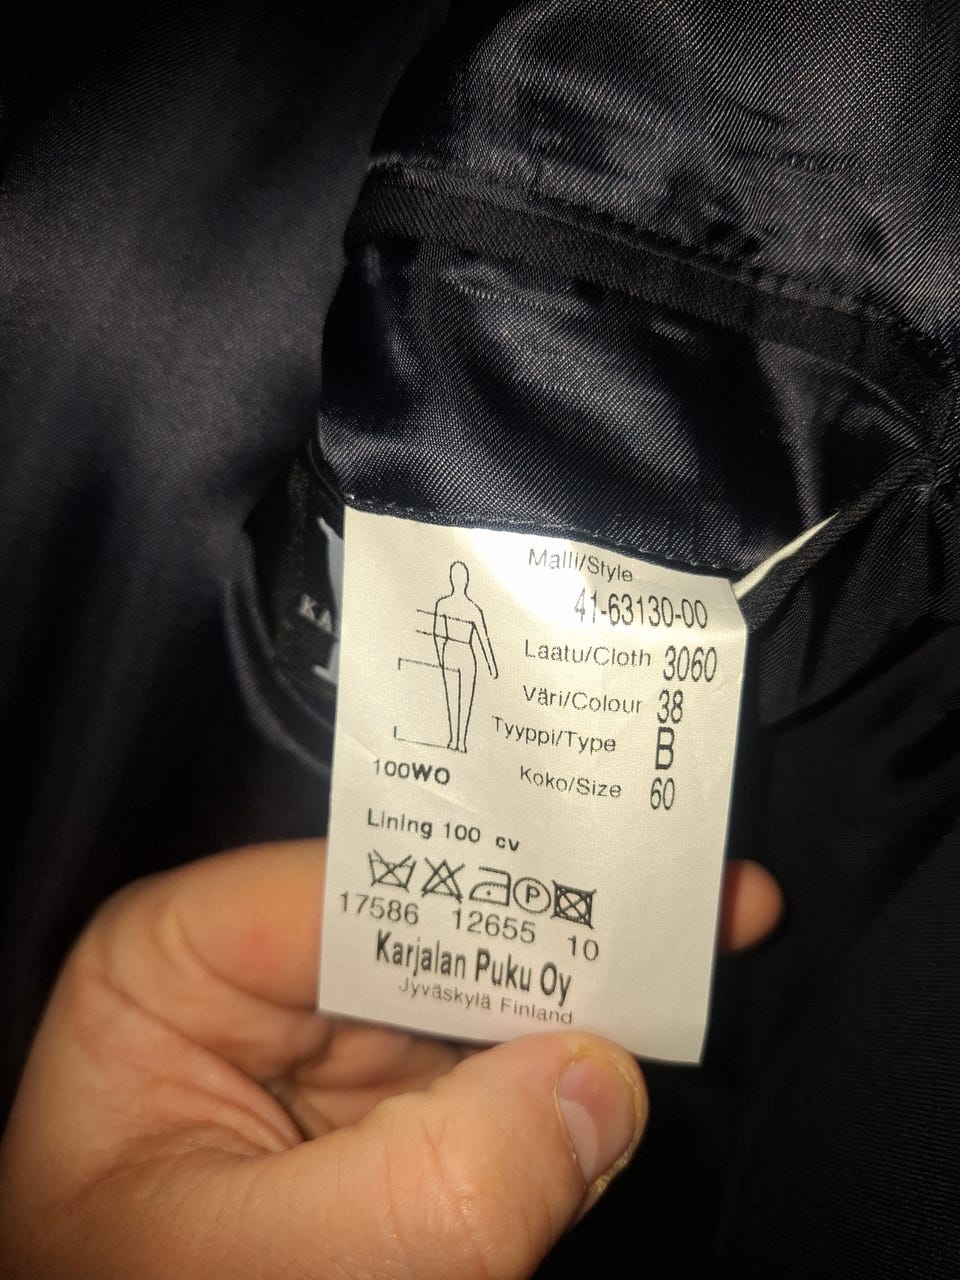 Malli/Style
41-63130-00
Laatu/Cloth 3060
Väri/Colour 38
Tyyppi/Type B
Koko/Size 60
100WO
Lining 100 cv
P
17586 12655 10
Karjalan Puku Oy
Jyväskylä Finland
KA